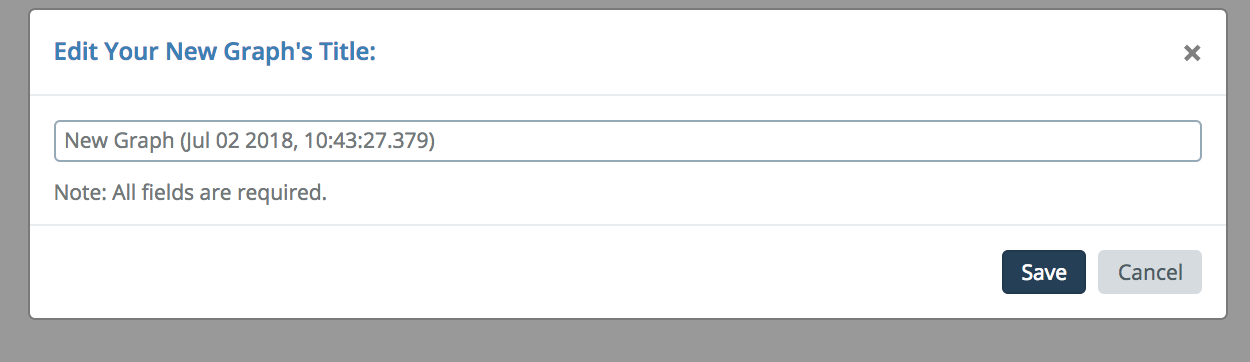 Edit Your New Graph's Title:
×
New Graph (Jul 02 2018, 10:43:27.379)
Note: All fields are required.
Save Cancel